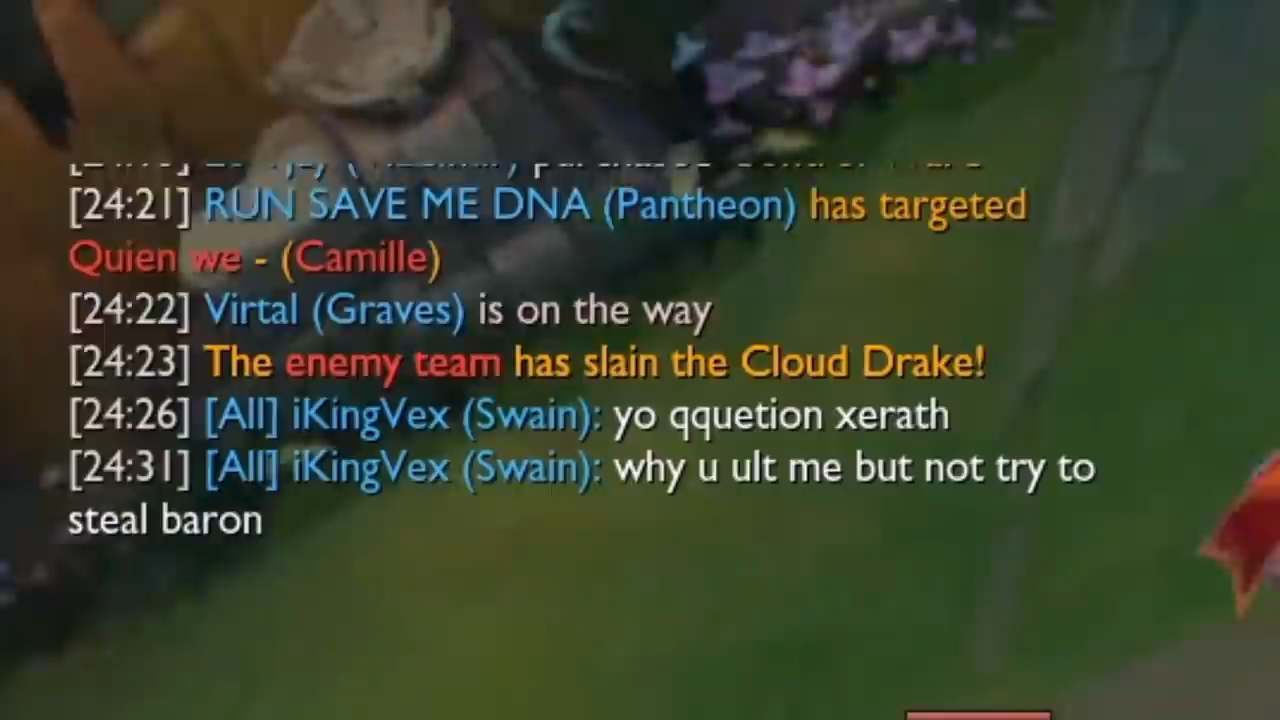 [24:21] RUN SAVE ME DNA (Pantheon) has targeted
Quien we - (Camille)
[24:22] Virtal (Graves) is on the way
[24:23] The enemy team has slain the Cloud Drake!
[24:26] [All] iKingVex (Swain): yo qquetion xerath
[24:31] [All] iKingVex (Swain): why u ult me but not try to
steal baron